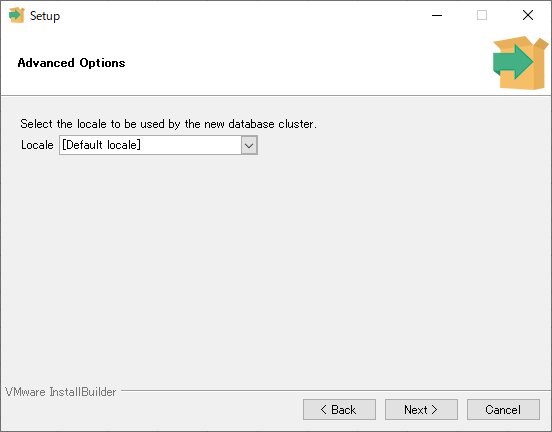 Setup
Advanced Options
Select the locale to be used by the new database cluster.
Locale [Default locale]
VMware InstallBuilder
< Back Next > Cancel